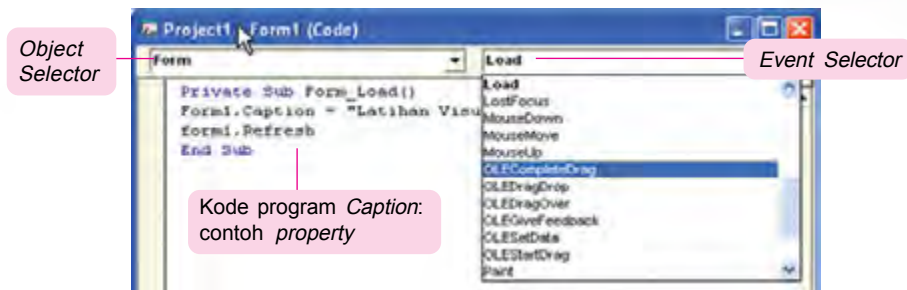 Project1 - Form1 (Code)
Object
Selector
Form
Load
Event Selector
Private Sub Form_Load()
Form1.Caption = "Latihan Visu
form1.Refresh
End Sub
Load
LostFocus
MouseDown
MouseMove
MouseUp
OLECompleteDrag
OLEDragDrop
OLEDragOver
OLEGiveFeedback
OLESetData
OLEStartDrag
Paint
Kode program Caption:
contoh property